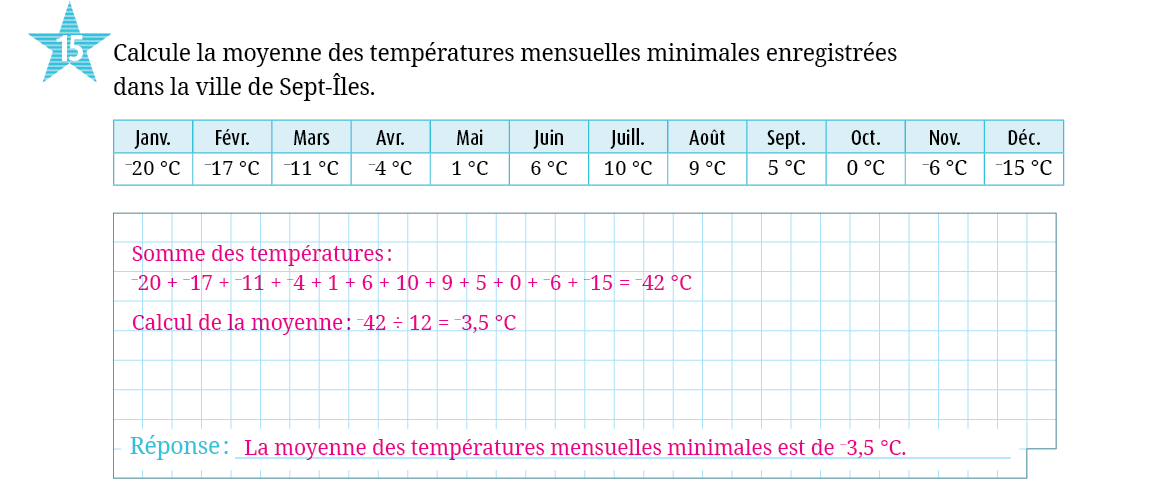 15
Calcule la moyenne des températures mensuelles minimales enregistrées
dans la ville de Sept-Îles.
Janv. Févr. Mars Avr. Mai Juin Juill. Août Sept. Oct. Nov. Déc.
⁻20 °C ⁻17 °C ⁻11 °C ⁻4 °C 1 °C 6 °C 10 °C 9 °C 5 °C 0 °C ⁻6 °C ⁻15 °C
Somme des températures :
⁻20 + ⁻17 + ⁻11 + ⁻4 + 1 + 6 + 10 + 9 + 5 + 0 + ⁻6 + ⁻15 = ⁻42 °C
Calcul de la moyenne : ⁻42 ÷ 12 = ⁻3,5 °C
Réponse : La moyenne des températures mensuelles minimales est de ⁻3,5 °C.